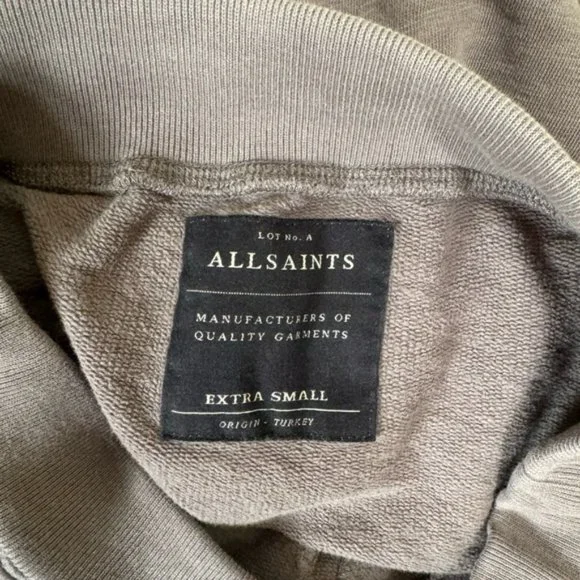 LOT No. A
ALLSAINTS
MANUFACTURERS OF
QUALITY GARMENTS
EXTRA SMALL
ORIGIN - TURKEY